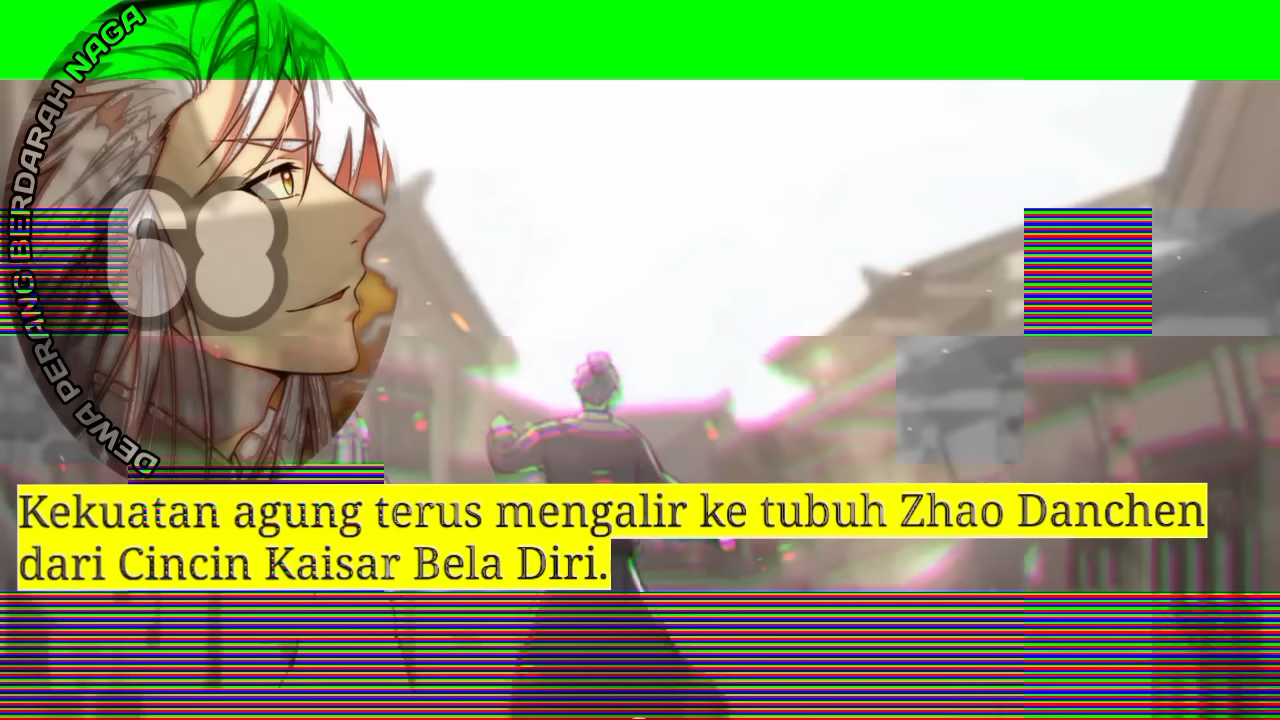 DEWA PERANG BERDARAH NAGA
68
Kekuatan agung terus mengalir ke tubuh Zhao Danchen
dari Cincin Kaisar Bela Diri.